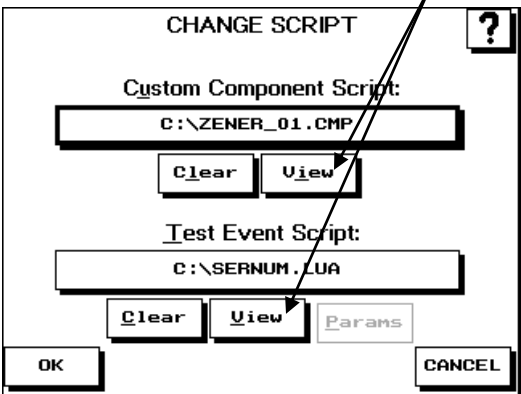 CHANGE SCRIPT ?
Custom Component Script:
C:\ZENER_01.CMP
Clear View
Test Event Script:
C:\SERNUM.LUA
Clear View Params
OK CANCEL